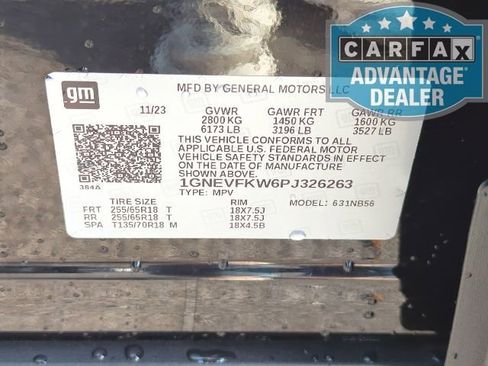 CARFAX
ADVANTAGE
DEALER
gm
MFD BY GENERAL MOTORS LLC
11/23 GVWR GAWR FRT GAWR RR
2800 KG 1450 KG 1600 KG
6173 LB 3196 LB 3527 LB
THIS VEHICLE CONFORMS TO ALL
APPLICABLE U.S. FEDERAL MOTOR
VEHICLE SAFETY STANDARDS IN EFFECT
ON THE DATE OF MANUFACTURE SHOWN ABOVE.
1GNEVFKW6PJ326263
384A
TYPE: MPV MODEL: 631NB56
TIRE SIZE RIM
FRT 255/65R18 T 18X7.5J
RR 255/65R18 T 18X7.5J
SPA T135/70R18 M 18X4.5B